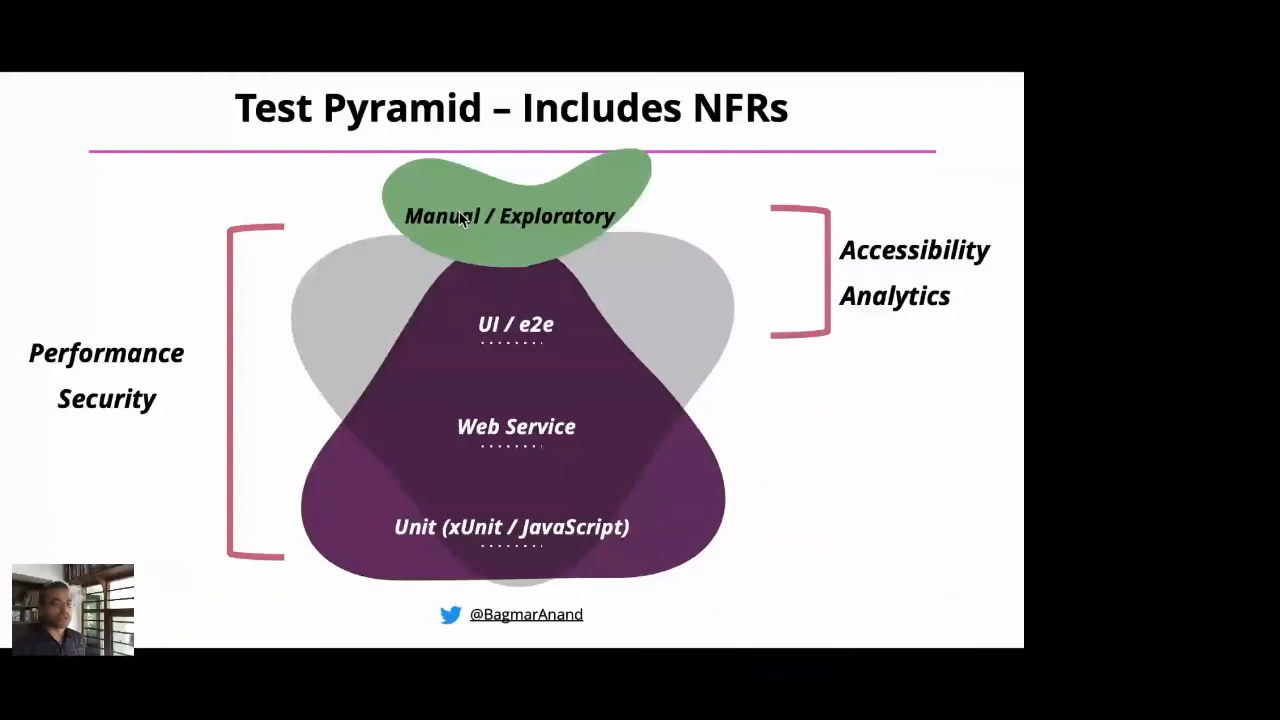 Test Pyramid – Includes NFRs
Manual / Exploratory
Accessibility
Analytics
UI / e2e
Performance
Security
Web Service
Unit (xUnit / JavaScript)
@BagmarAnand